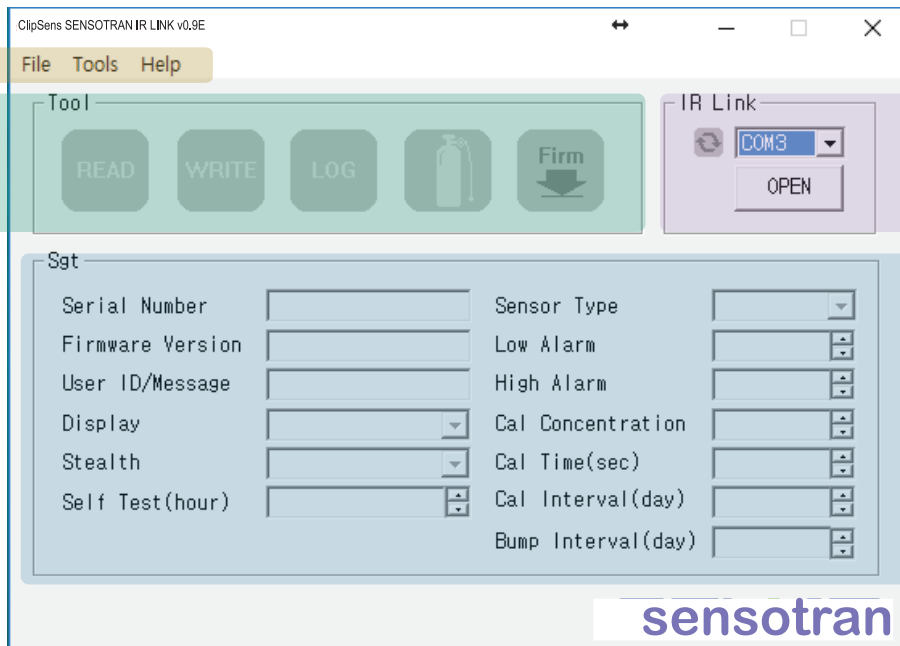 ClipSens SENSOTRAN IR LINK v0.9E
File Tools Help
Tool
READ WRITE LOG Firm
IR Link
COM3
OPEN
Sgt
Serial Number
Firmware Version
User ID/Message
Display
Stealth
Self Test(hour)
Sensor Type
Low Alarm
High Alarm
Cal Concentration
Cal Time(sec)
Cal Interval(day)
Bump Interval(day)
sensotran